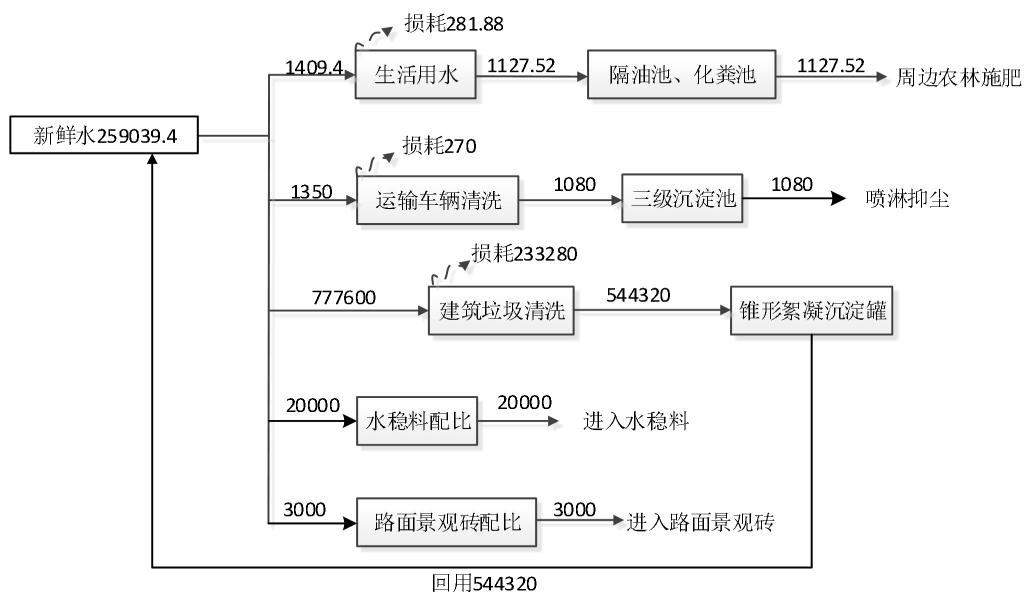 损耗281.88
1409.4
生活用水
1127.52
隔油池、化粪池
1127.52
周边农林施肥
新鲜水259039.4
损耗270
1350
运输车辆清洗
1080
三级沉淀池
1080
喷淋抑尘
损耗233280
777600
建筑垃圾清洗
544320
锥形絮凝沉淀罐
20000
水稳料配比
20000
进入水稳料
3000
路面景观砖配比
3000
进入路面景观砖
回用544320